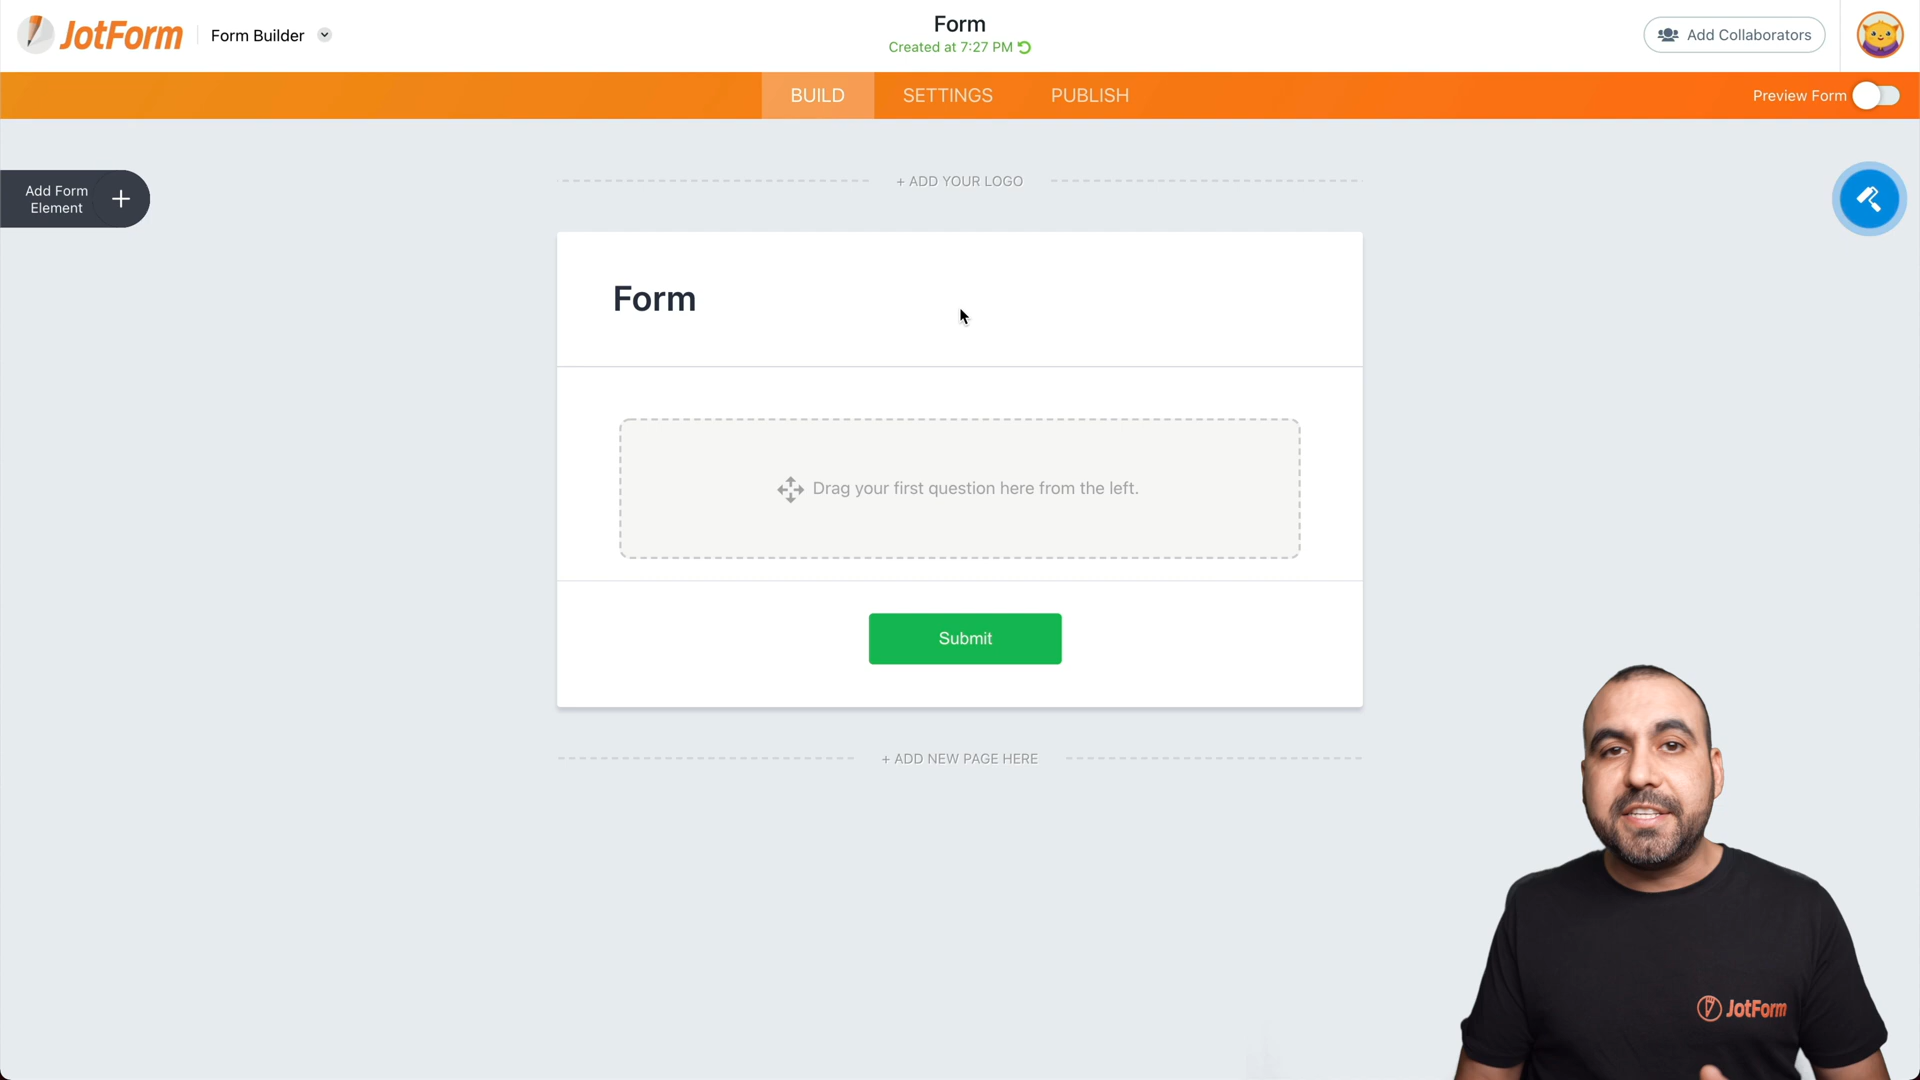 JotForm
Form Builder
Form
Created at 7:27 PM
Add Collaborators
BUILD
SETTINGS
PUBLISH
Preview Form
Add Form
Element
+ ADD YOUR LOGO
Form
Drag your first question here from the left.
Submit
+ ADD NEW PAGE HERE
JotForm